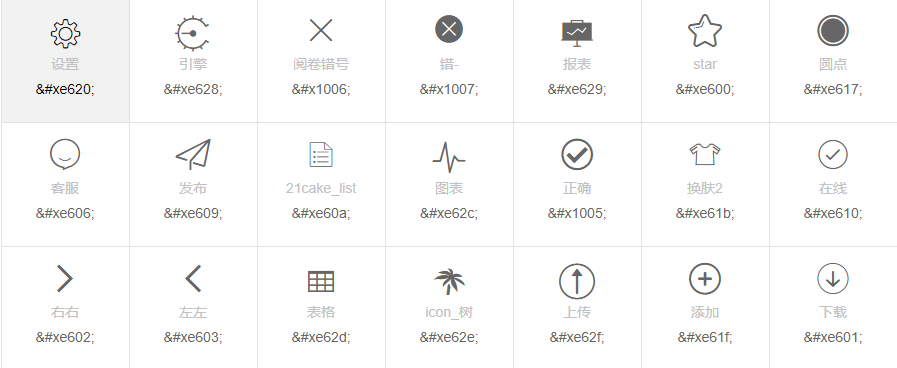 设置 引擎 阅卷错号 错- 报表 star 圆点
&#xe620; &#xe628; &#x1006; &#x1007; &#xe629; &#xe600; &#xe617;
客服 发布 21cake_list 图表 正确 换肤2 在线
&#xe606; &#xe609; &#xe60a; &#xe62c; &#x1005; &#xe61b; &#xe610;
右右 左左 表格 icon_树 上传 添加 下载
&#xe602; &#xe603; &#xe62d; &#xe62e; &#xe62f; &#xe61f; &#xe601;